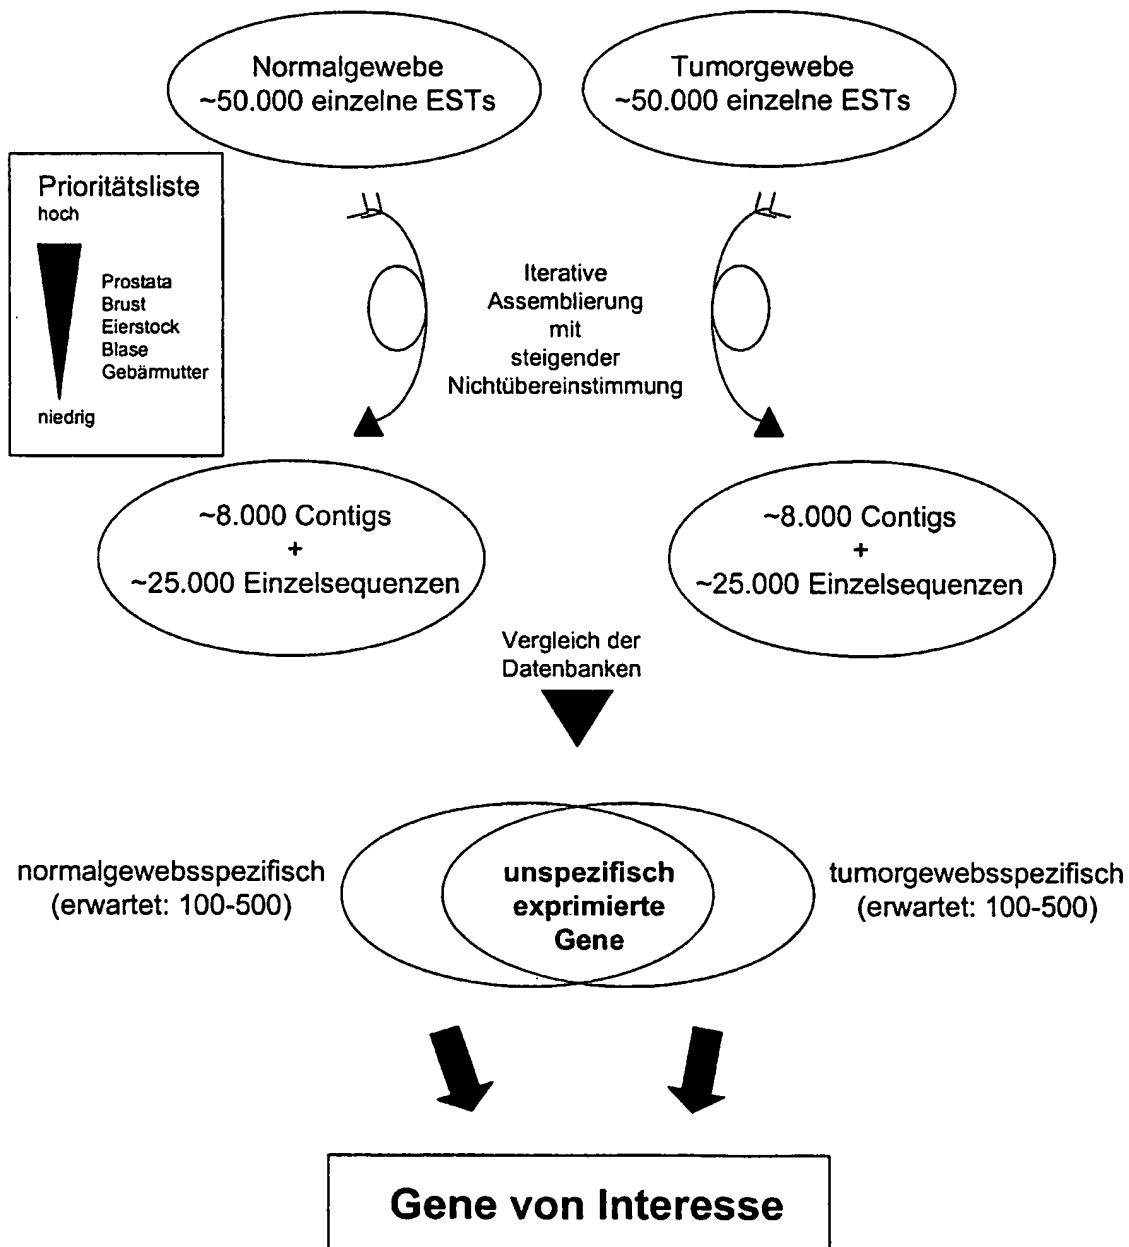 Normalgewebe
~50.000 einzelne ESTs
Tumorgewebe
~50.000 einzelne ESTs
Prioritätsliste
hoch
Prostata
Brust
Eierstock
Blase
Gebärmutter
niedrig
Iterative
Assemblierung
mit
steigender
Nichtübereinstimmung
~8.000 Contigs
+
~25.000 Einzelsequenzen
~8.000 Contigs
+
~25.000 Einzelsequenzen
Vergleich der
Datenbanken
normalgewebsspezifisch
(erwartet: 100-500)
unspezifisch
exprimierte
Gene
tumorgewebsspezifisch
(erwartet: 100-500)
Gene von Interesse